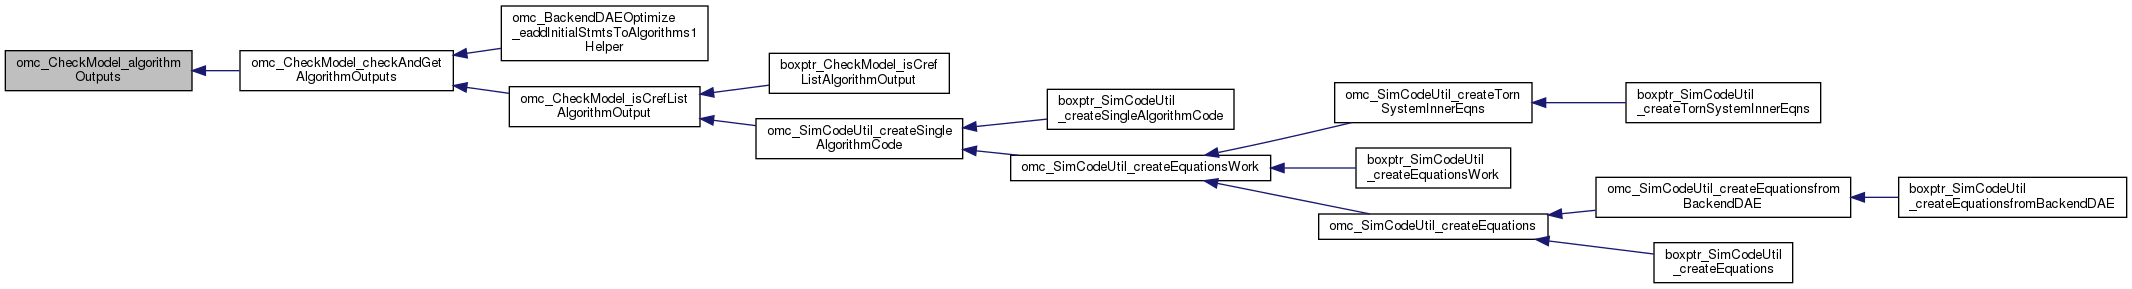 omc_CheckModel_algorithm
Outputs
omc_CheckModel_checkAndGet
AlgorithmOutputs
omc_BackendDAEOptimize
_eaddInitialStmtsToAlgorithms1
Helper
omc_CheckModel_isCrefList
AlgorithmOutput
boxptr_CheckModel_isCref
ListAlgorithmOutput
omc_SimCodeUtil_createSingle
AlgorithmCode
boxptr_SimCodeUtil
_createSingleAlgorithmCode
omc_SimCodeUtil_createEquationsWork
omc_SimCodeUtil_createTorn
SystemInnerEqns
boxptr_SimCodeUtil
_createTornSystemInnerEqns
boxptr_SimCodeUtil
_createEquationsWork
omc_SimCodeUtil_createEquations
omc_SimCodeUtil_createEquationsfrom
BackendDAE
boxptr_SimCodeUtil
_createEquationsfromBackendDAE
boxptr_SimCodeUtil
_createEquations